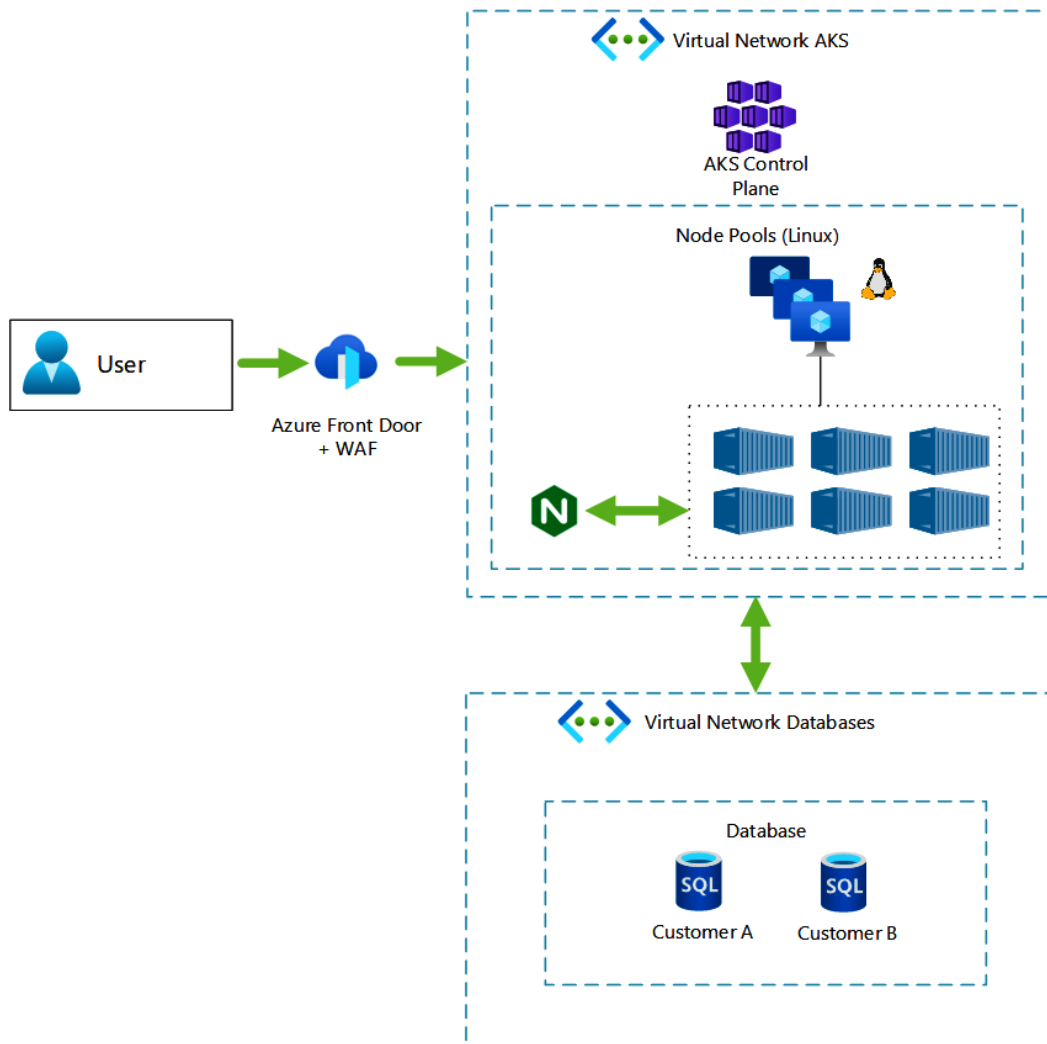 Virtual Network AKS
AKS Control
Plane
Node Pools (Linux)
User
Azure Front Door
+ WAF
N
Virtual Network Databases
Database
SQL
SQL
Customer A
Customer B